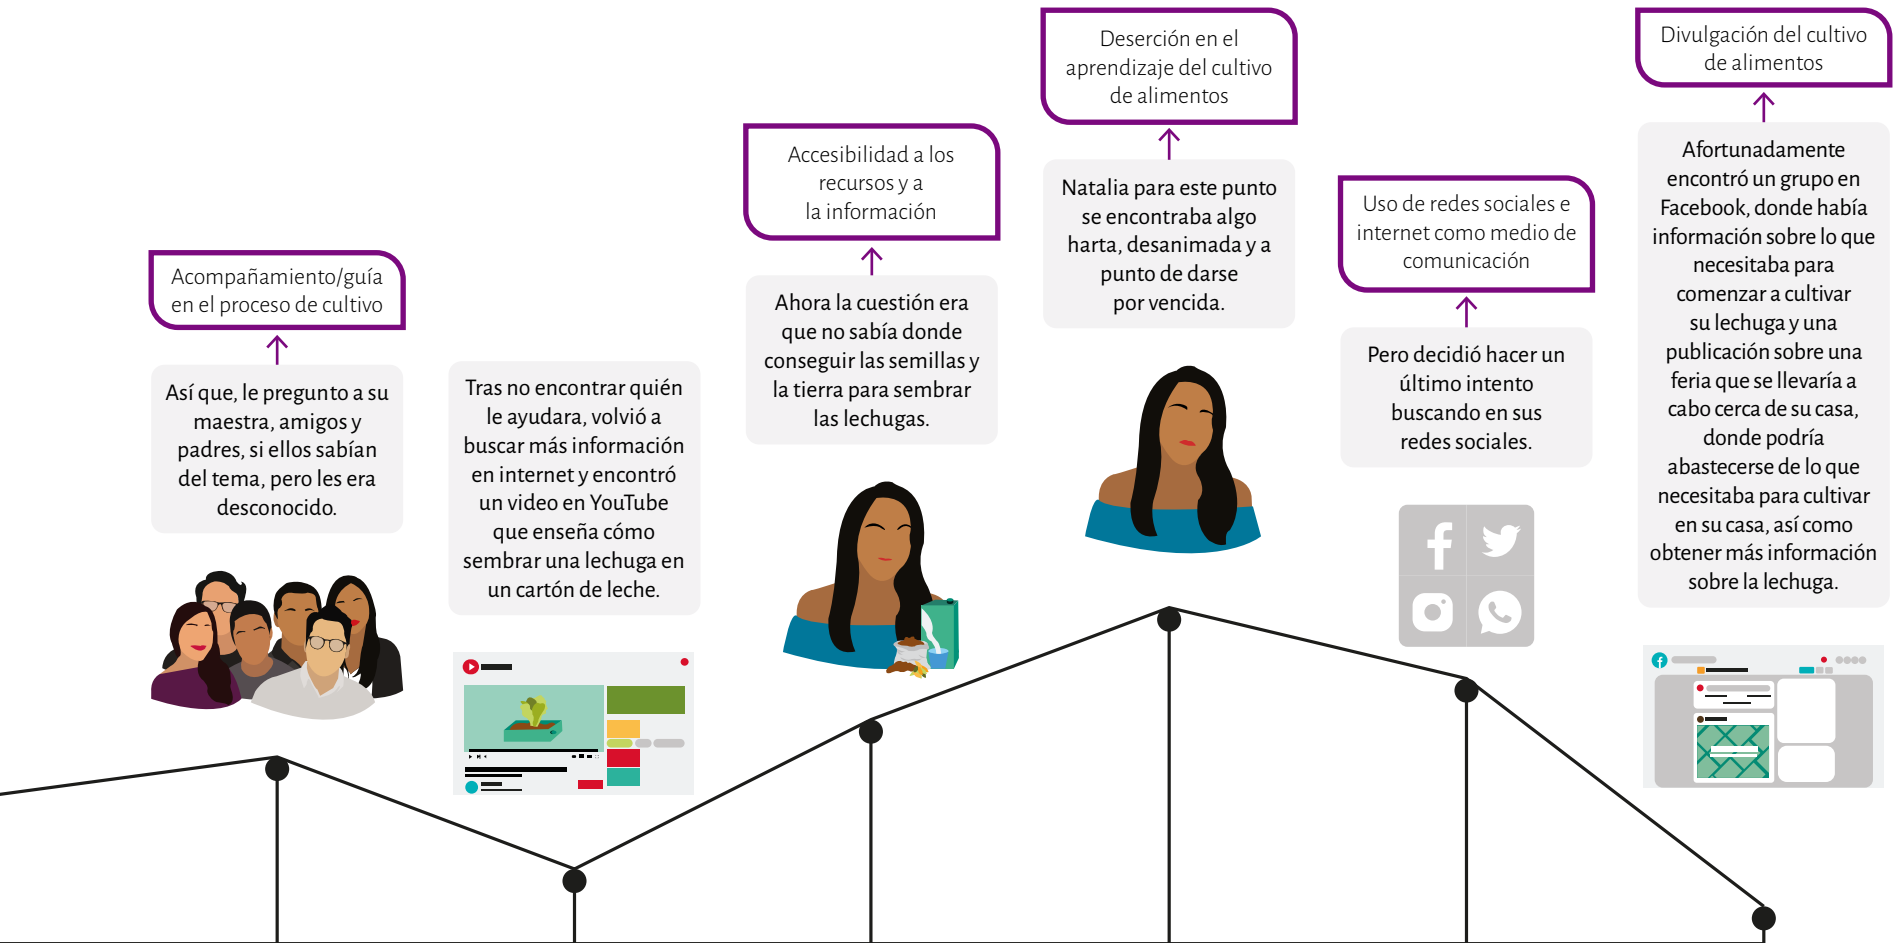 Acompañamiento/guía
en el proceso de cultivo
Así que, le pregunto a su
maestra, amigos y
padres, si ellos sabían
del tema, pero les era
desconocido.
Tras no encontrar quién
le ayudara, volvió a
buscar más información
en internet y encontró
un video en YouTube
que enseña cómo
sembrar una lechuga en
un cartón de leche.
Accesibilidad a los
recursos y a
la información
Ahora la cuestión era
que no sabía donde
conseguir las semillas y
la tierra para sembrar
las lechugas.
Deserción en el
aprendizaje del cultivo
de alimentos
Natalia para este punto
se encontraba algo
harta, desanimada y a
punto de darse
por vencida.
Uso de redes sociales e
internet como medio de
comunicación
Pero decidió hacer un
último intento
buscando en sus
redes sociales.
Divulgación del cultivo
de alimentos
Afortunadamente
encontró un grupo en
Facebook, donde había
información sobre lo que
necesitaba para
comenzar a cultivar
su lechuga y una
publicación sobre una
feria que se llevaría a
cabo cerca de su casa,
donde podría
abastecerse de lo que
necesitaba para cultivar
en su casa, así como
obtener más información
sobre la lechuga.